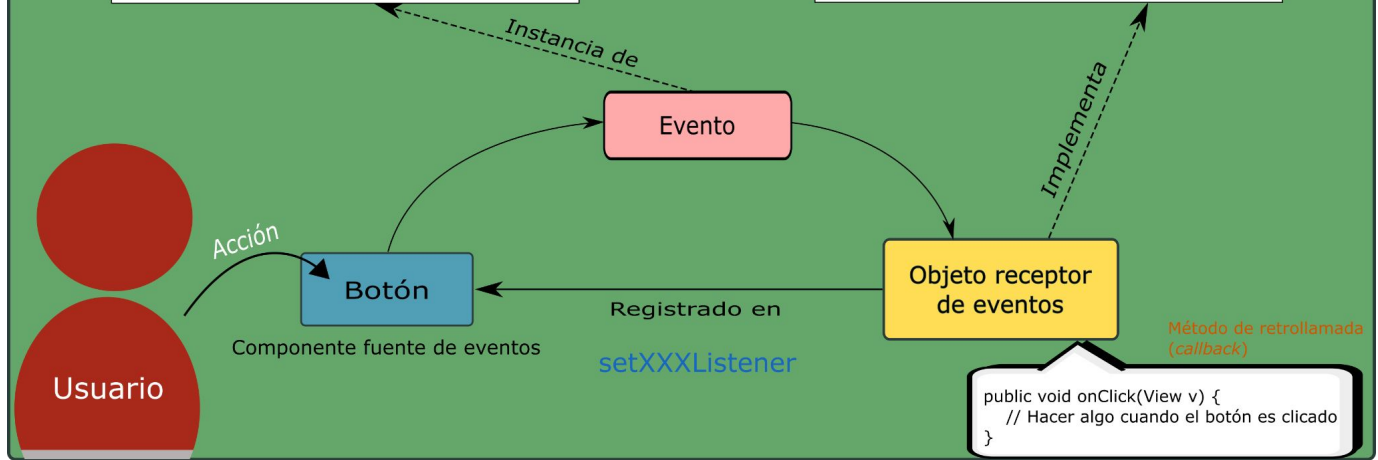 Instancia de
Implementa
Evento
Acción
Botón
Objeto receptor
de eventos
Registrado en
Componente fuente de eventos
setXXXListener
Método de retrollamada
(callback)
Usuario
public void onClick(View v) {
// Hacer algo cuando el botón es clicado
}